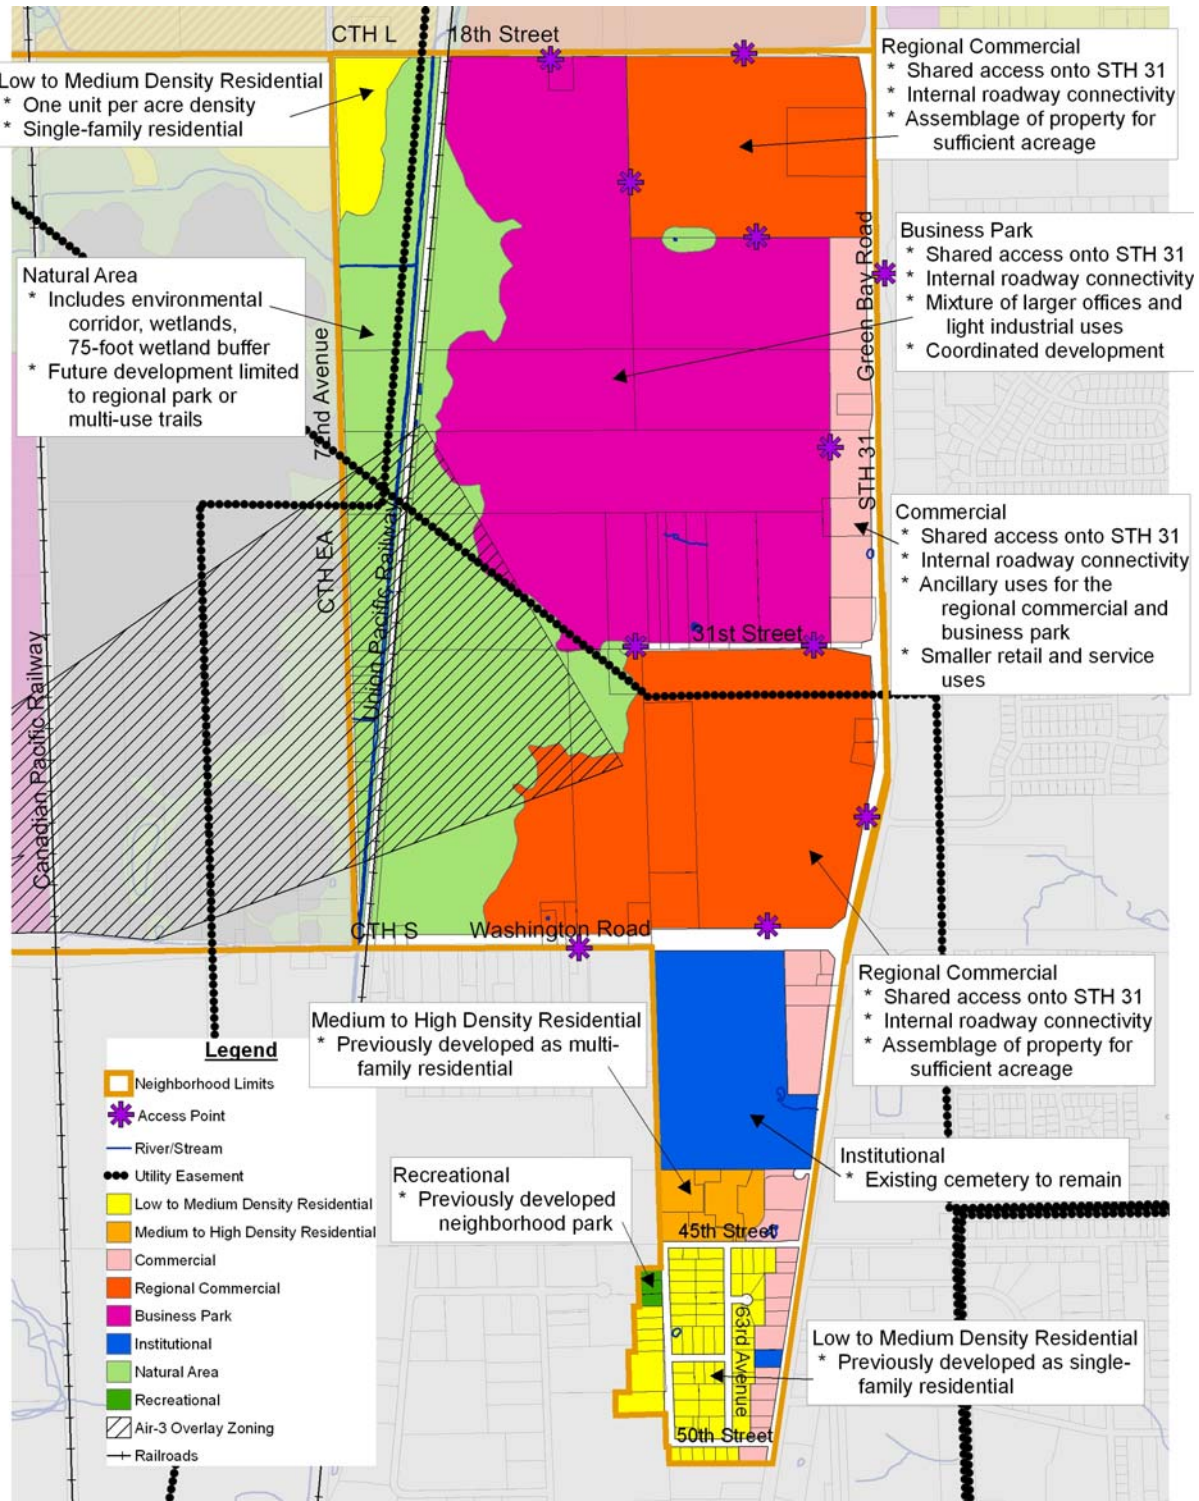 CTH L
18th Street
Low to Medium Density Residential
* One unit per acre density
* Single-family residential
Regional Commercial
* Shared access onto STH 31
* Internal roadway connectivity
* Assemblage of property for
sufficient acreage
Business Park
* Shared access onto STH 31
* Internal roadway connectivity
* Mixture of larger offices and
light industrial uses
* Coordinated development
Natural Area
* Includes environmental
corridor, wetlands,
75-foot wetland buffer
* Future development limited
to regional park or
multi-use trails
72nd Avenue
Green Bay Road
STH 31
CTH EA
Union Pacific Railway
Canadian Pacific Railway
Commercial
* Shared access onto STH 31
* Internal roadway connectivity
* Ancillary uses for the
regional commercial and
business park
* Smaller retail and service
uses
31st Street
CTH S
Washington Road
Regional Commercial
* Shared access onto STH 31
* Internal roadway connectivity
* Assemblage of property for
sufficient acreage
Medium to High Density Residential
* Previously developed as multi-
family residential
Institutional
* Existing cemetery to remain
Recreational
* Previously developed
neighborhood park
45th Street
63rd Avenue
Low to Medium Density Residential
* Previously developed as single-
family residential
50th Street
Legend
Neighborhood Limits
Access Point
River/Stream
Utility Easement
Low to Medium Density Residential
Medium to High Density Residential
Commercial
Regional Commercial
Business Park
Institutional
Natural Area
Recreational
Air-3 Overlay Zoning
Railroads